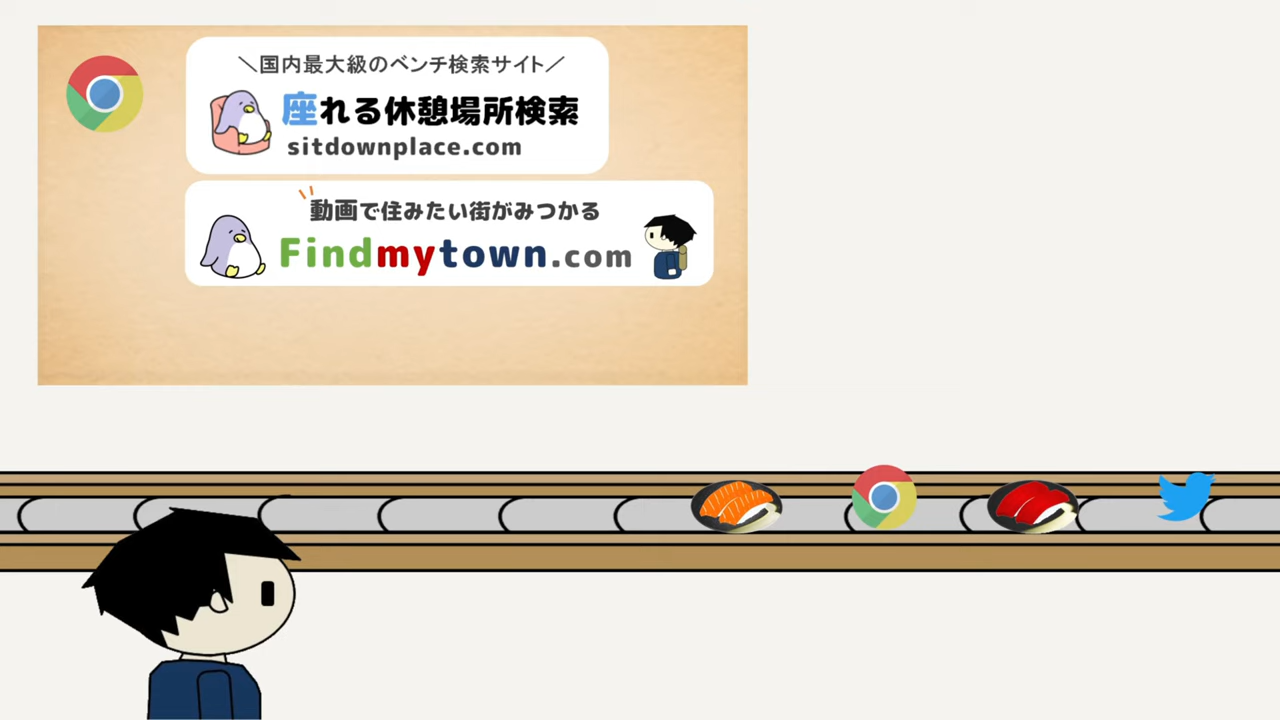 ＼国内最大級のベンチ検索サイト／
座れる休憩場所検索
sitdownplace.com
動画で住みたい街がみつかる
Findmytown.com